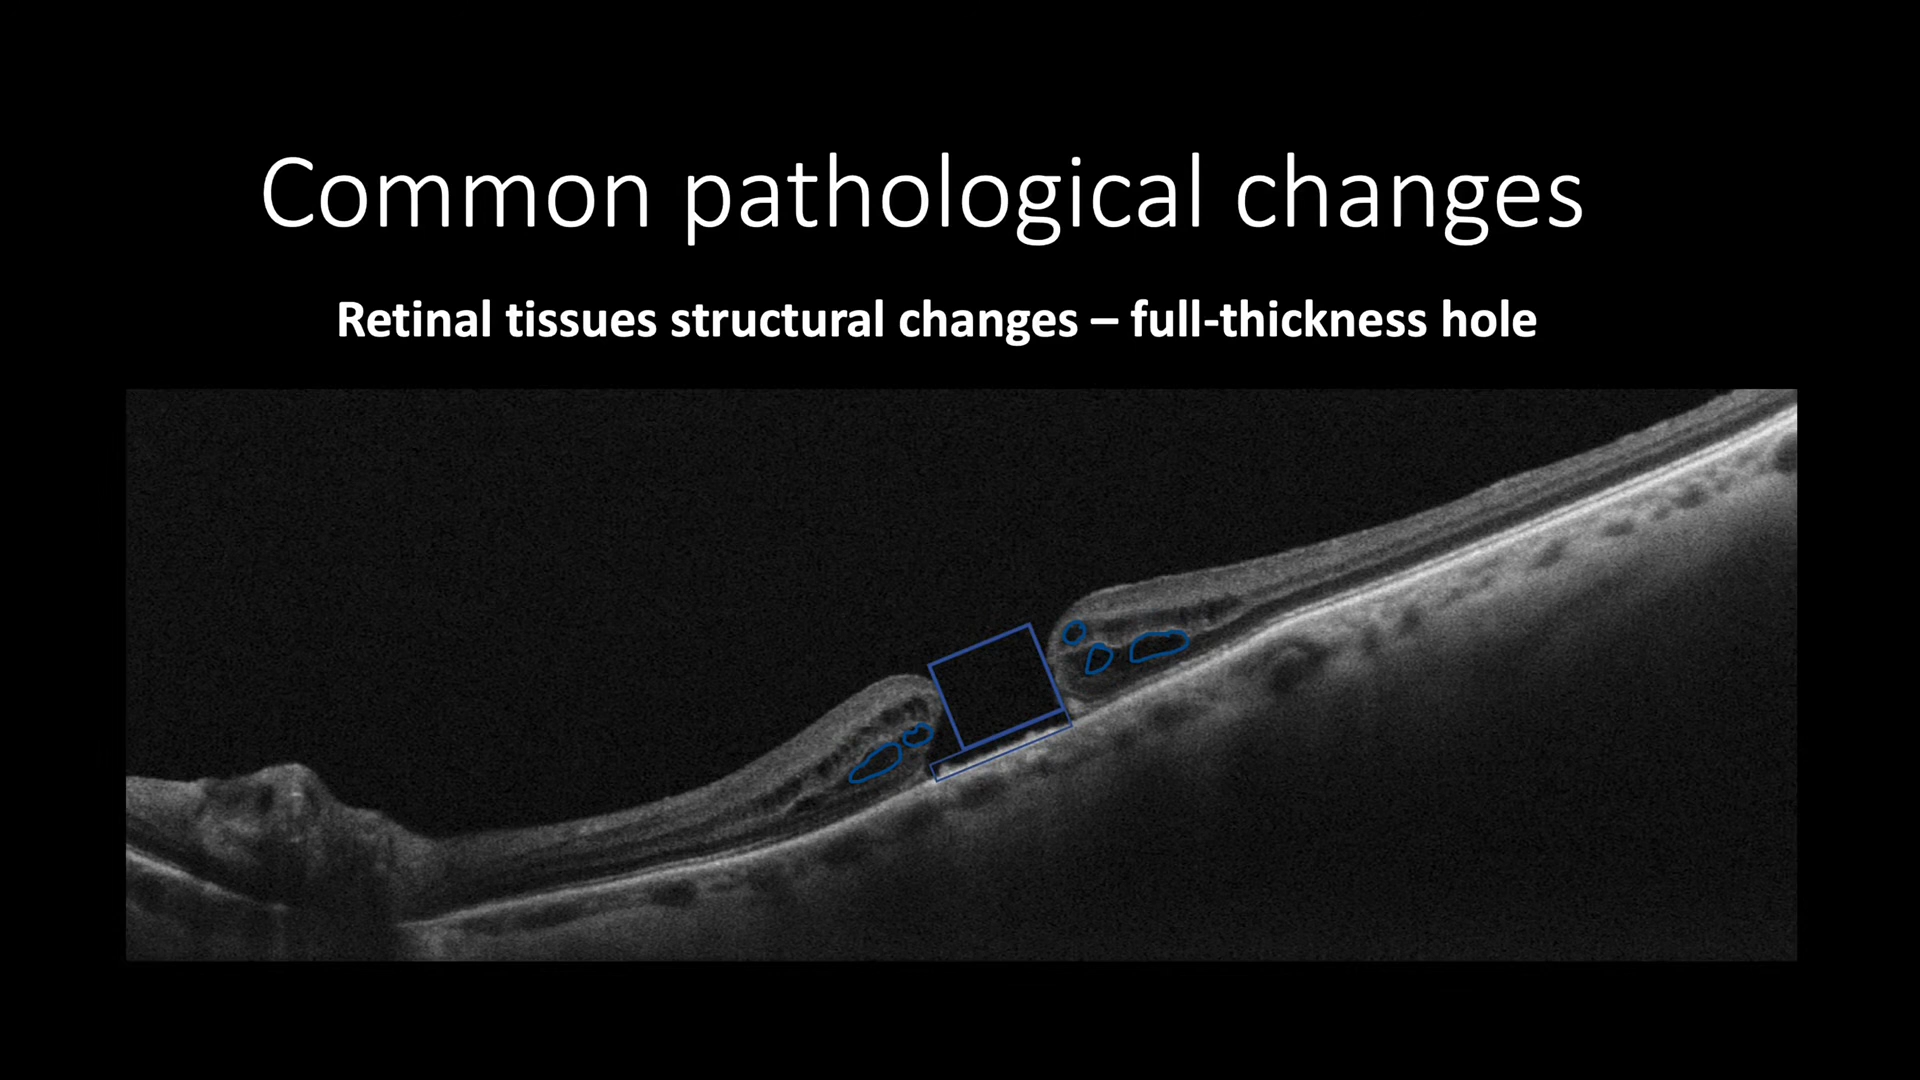 Common pathological changes
Retinal tissues structural changes – full-thickness hole